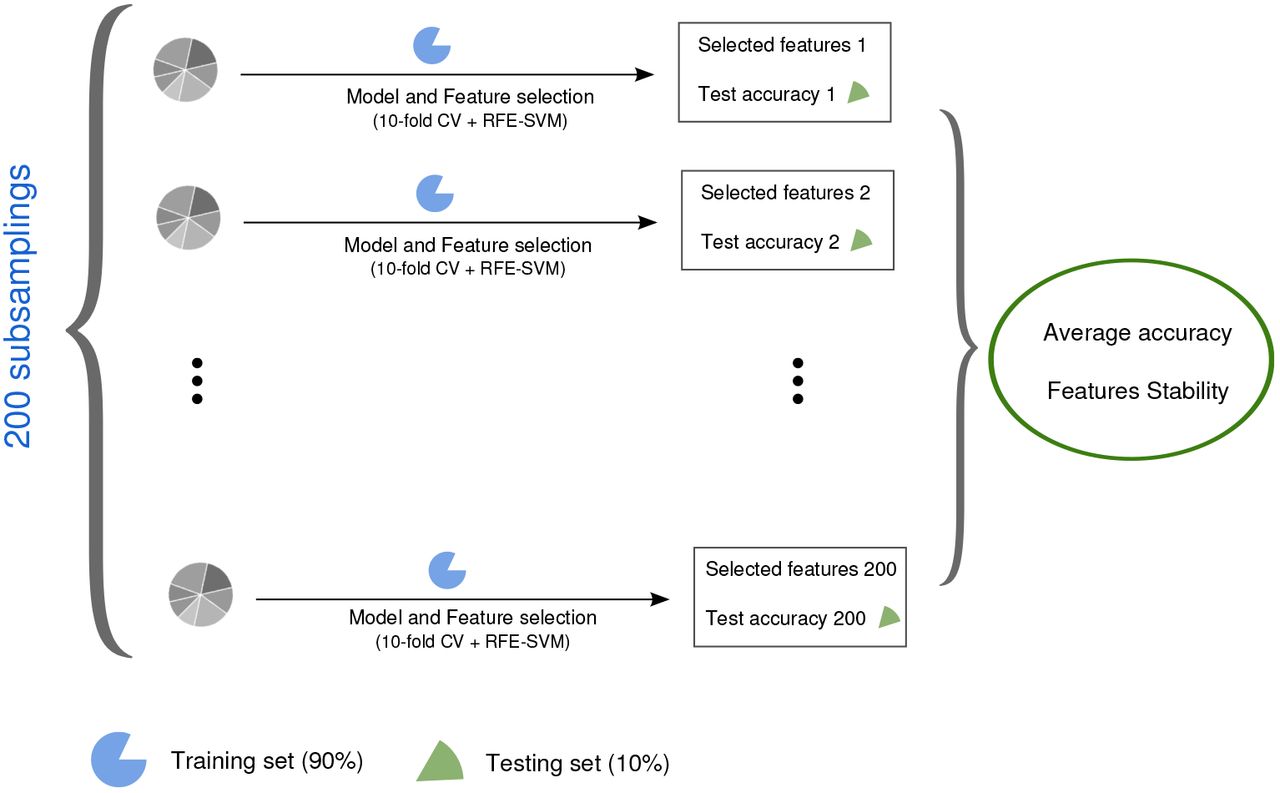 200 subsamplings
Model and Feature selection
(10-fold CV + RFE-SVM)
Selected features 1
Test accuracy 1
Model and Feature selection
(10-fold CV + RFE-SVM)
Selected features 2
Test accuracy 2
Model and Feature selection
(10-fold CV + RFE-SVM)
Selected features 200
Test accuracy 200
Average accuracy
Features Stability
Training set (90%)
Testing set (10%)